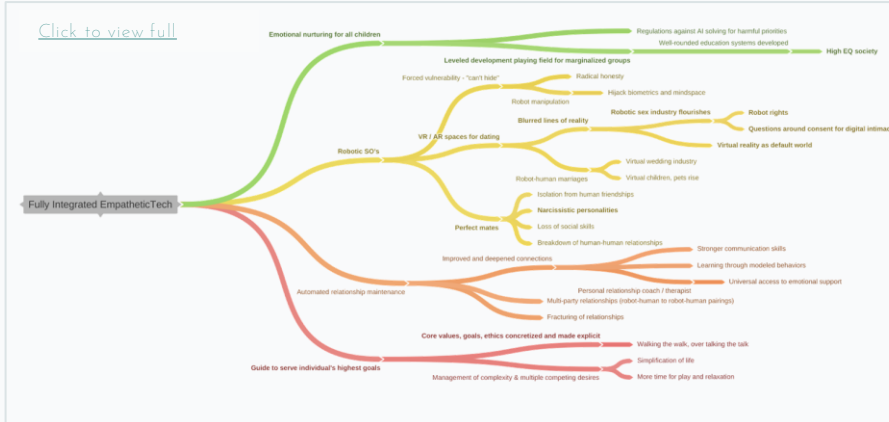 Click to view full
Fully Integrated EmpatheticTech
Emotional nurturing for all children
Regulations against AI solving for harmful priorities
Well-rounded education systems developed
High EQ society
Leveled development playing field for marginalized groups
Robotic SO's
Forced vulnerability - "can't hide"
Radical honesty
Hijack biometrics and mindspace
Robot manipulation
VR / AR spaces for dating
Blurred lines of reality
Robotic sex industry flourishes
Robot rights
Questions around consent for digital intimac
Virtual reality as default world
Robot-human marriages
Virtual wedding industry
Virtual children, pets rise
Perfect mates
Isolation from human friendships
Narcissistic personalities
Loss of social skills
Breakdown of human-human relationships
Automated relationship maintenance
Improved and deepened connections
Stronger communication skills
Learning through modeled behaviors
Universal access to emotional support
Personal relationship coach / therapist
Multi-party relationships (robot-human to robot-human pairings)
Fracturing of relationships
Guide to serve individual's highest goals
Core values, goals, ethics concretized and made explicit
Walking the walk, over talking the talk
Management of complexity & multiple competing desires
Simplification of life
More time for play and relaxation